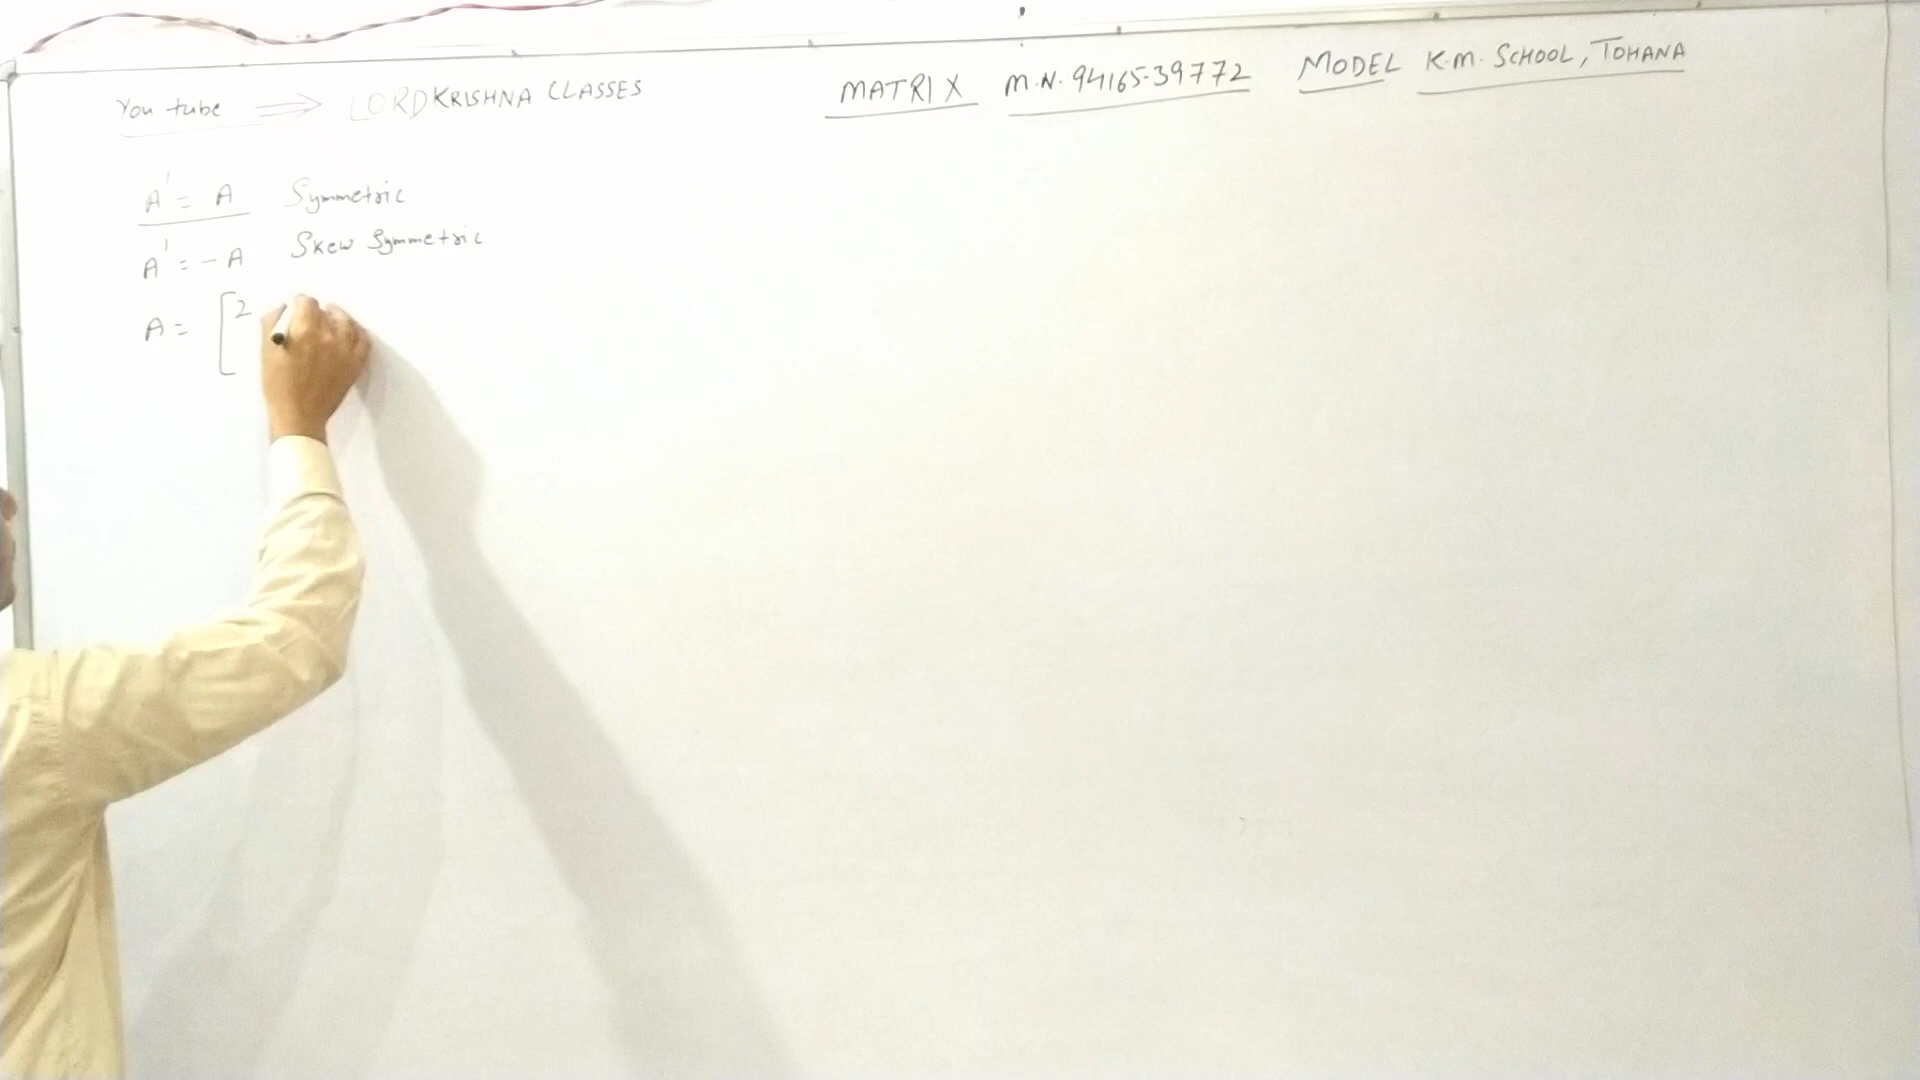 You tube ⟹ LORD KRISHNA CLASSES MATRIX M.N. 94165-39772 MODEL K.M. SCHOOL, TOHANA
A' = A Symmetric
A' = -A Skew Symmetric
A = [2